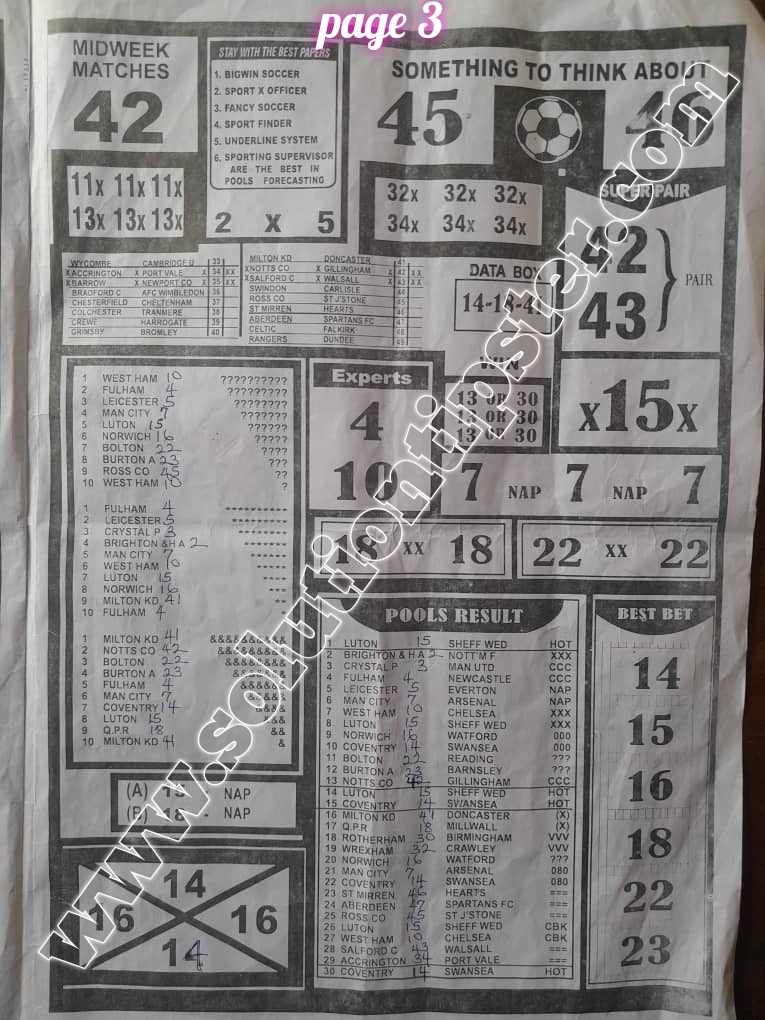 page 3
MIDWEEK
MATCHES
42
STAY WITH THE BEST PAPERS
1. BIGWIN SOCCER
2. SPORT X OFFICER
3. FANCY SOCCER
4. SPORT FINDER
5. UNDERLINE SYSTEM
6. SPORTING SUPERVISOR
ARE THE BEST IN
POOLS FORECASTING
2 X 5
SOMETHING TO THINK ABOUT
45 46
11x 11x 11x
13x 13x 13x
32x 32x 32x
34x 34x 34x
SUPER PAIR
42
43
PAIR
WYCOMBE CAMBRIDGE U 33
X ACCRINGTON X PORT VALE X 34 XX
X BARROW X NEWPORT CO X 35 XX
BRADFORD C AFC WIMBLEDON 36
CHESTERFIELD CHELTENHAM 37
COLCHESTER TRANMERE 38
CREWE HARROGATE 39
GRIMSBY BROMLEY 40
MILTON KD DONCASTER 41
X NOTTS CO X GILLINGHAM X 42 XX
X SALFORD C X WALSALL X 43 XX
SWINDON CARLISLE 44
ROSS CO ST J'STONE 45
ST MIRREN HEARTS
ABERDEEN SPARTANS FC
CELTIC FALKIRK
RANGERS DUNDEE
DATA BOX
14-18-41
WIN
13 OR 30
13 OR 30
13 OR 30
X15X
1 WEST HAM 10 ??????????
2 FULHAM 4 ?????????
3 LEICESTER 5 ????????
4 MAN CITY 7 ???????
5 LUTON 15 ??????
6 NORWICH 16 ?????
7 BOLTON 22 ????
8 BURTON A 23 ???
9 ROSS CO 45 ??
10 WEST HAM 10 ?
1 FULHAM 4 ----------
2 LEICESTER 5 ---------
3 CRYSTAL P 3 --------
4 BRIGHTON & H A 2 -------
5 MAN CITY 7 ------
6 WEST HAM 10 -----
7 LUTON 15 ----
8 NORWICH 16 ---
9 MILTON KD 41 --
10 FULHAM 4
1 MILTON KD 41 &&&&&&&&&&
2 NOTTS CO 42 &&&&&&&&&
3 BOLTON 22 &&&&&&&&
4 BURTON A 23 &&&&&&&
5 FULHAM 4 &&&&&&
6 MAN CITY 7 &&&&&
7 COVENTRY 14 &&&&
8 LUTON 15 &&&
9 Q.P.R 18 &&
10 MILTON KD 41 &
Experts
4
10
7 NAP 7 NAP 7
18 XX 18
22 XX 22
POOLS RESULT
1 LUTON 15 SHEFF WED HOT
2 BRIGHTON & H A 2 NOTT'M F XXX
3 CRYSTAL P 3 MAN UTD CCC
4 FULHAM 4 NEWCASTLE CCC
5 LEICESTER 5 EVERTON NAP
6 MAN CITY 7 ARSENAL NAP
7 WEST HAM 10 CHELSEA XXX
8 LUTON 15 SHEFF WED XXX
9 NORWICH 16 WATFORD 000
10 COVENTRY 14 SWANSEA 000
11 BOLTON 22 READING ???
12 BURTON A 23 BARNSLEY ???
13 NOTTS CO 42 GILLINGHAM CCC
14 LUTON 15 SHEFF WED HOT
15 COVENTRY 14 SWANSEA HOT
16 MILTON KD 41 DONCASTER (X)
17 Q.P.R 18 MILLWALL (X)
18 ROTHERHAM 30 BIRMINGHAM VVV
19 WREXHAM 32 CRAWLEY VVV
20 NORWICH 16 WATFORD ???
21 MAN CITY 7 ARSENAL 080
22 COVENTRY 14 SWANSEA 080
23 ST MIRREN 46 HEARTS ===
24 ABERDEEN 47 SPARTANS FC ===
25 ROSS CO 45 ST J'STONE ===
26 LUTON 15 SHEFF WED CBK
27 WEST HAM 10 CHELSEA CBK
28 SALFORD C 43 WALSALL ===
29 ACCRINGTON 34 PORT VALE ===
30 COVENTRY 14 SWANSEA HOT
BEST BET
14
15
16
18
22
23
(A) 15 - NAP
(B) 18 - NAP
14
16 16
14
www.solutiontipster.com